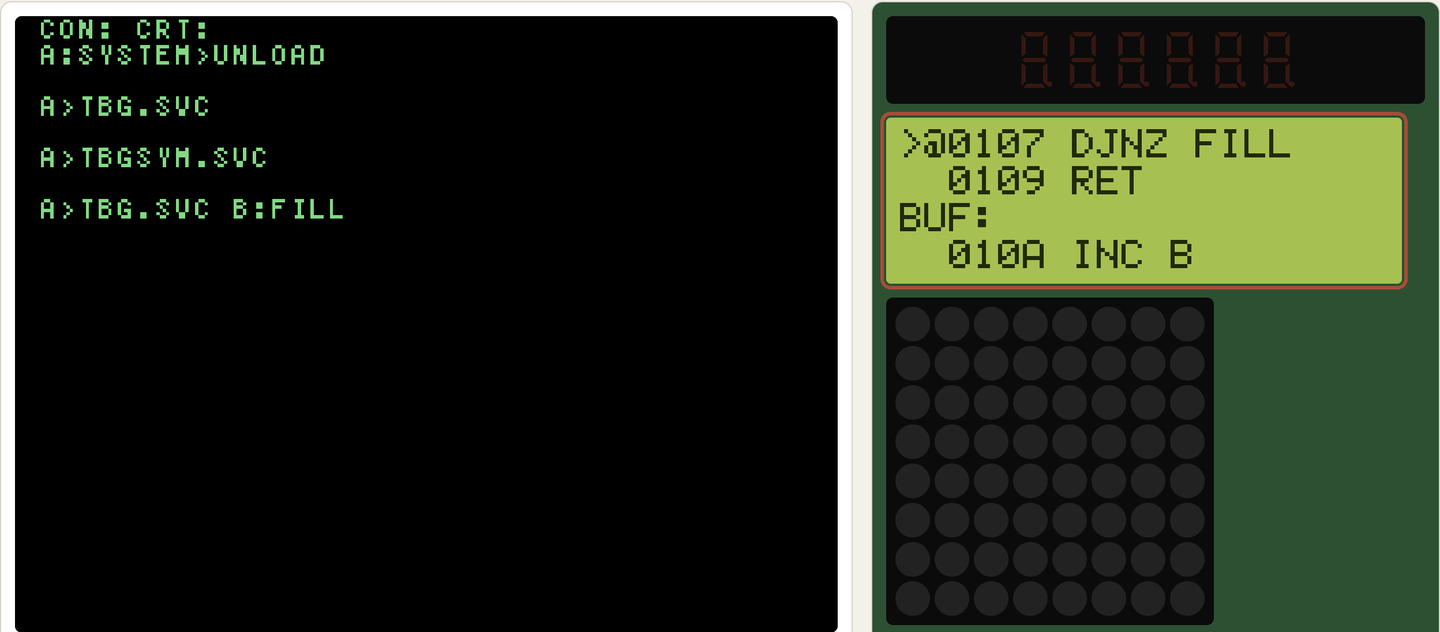 CON: CRT:
A:SYSTEM>UNLOAD
A>TBG.SVC
A>TBGSYM.SVC
A>TBG.SVC B:FILL
>@0107 DJNZ FILL
0109 RET
BUF:
010A INC B